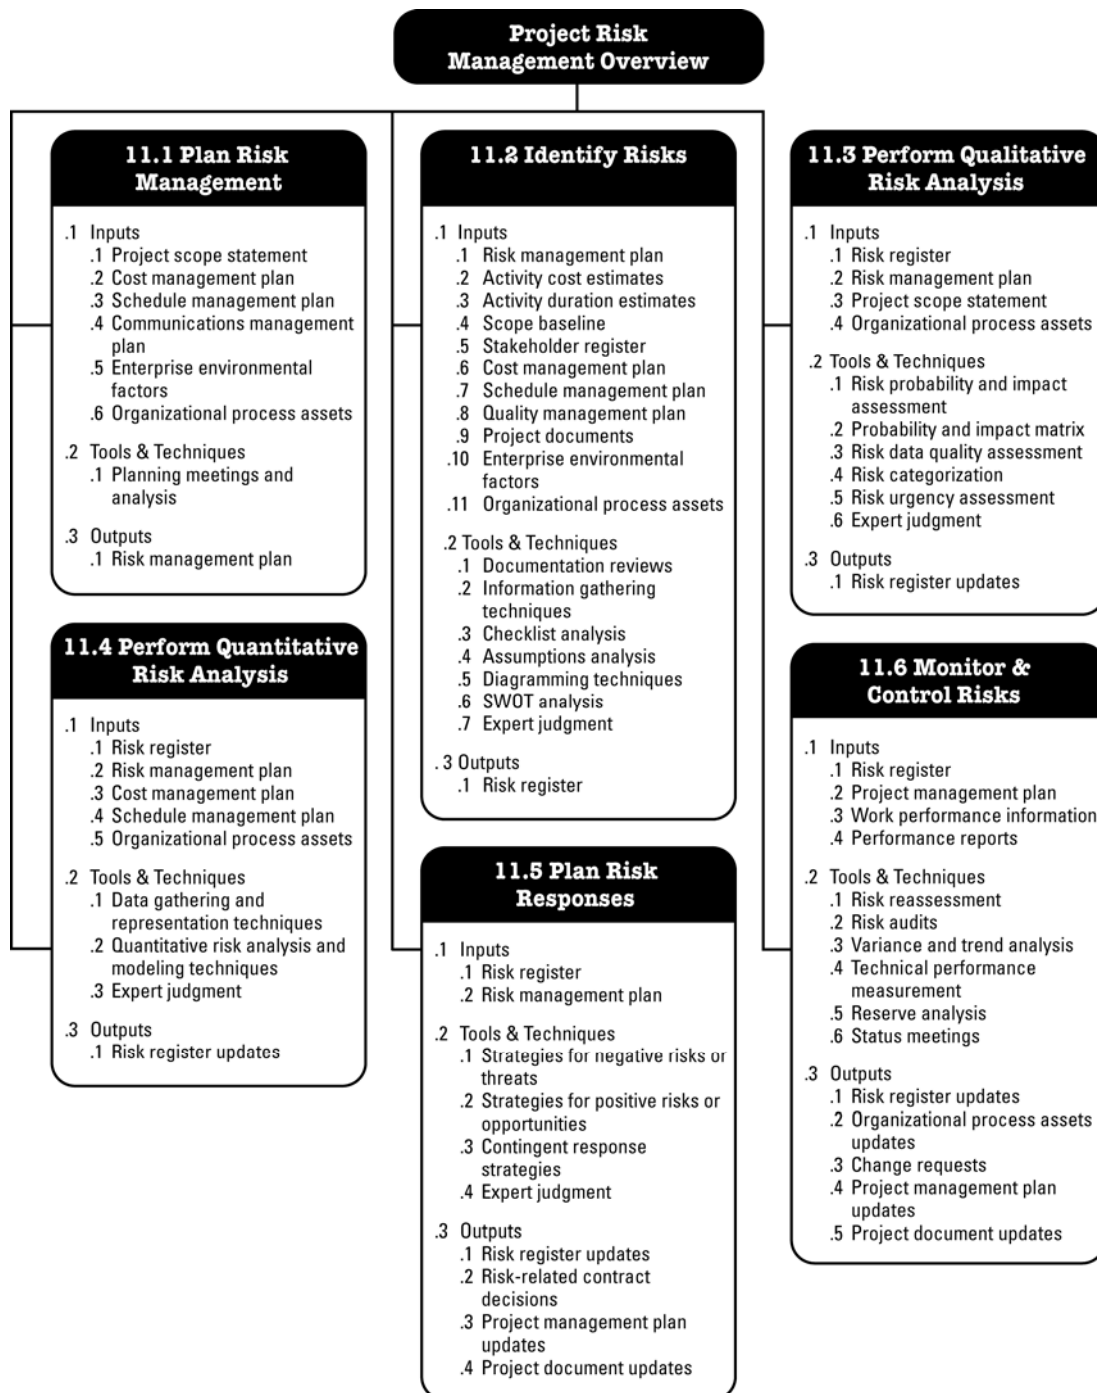 Project Risk
Management Overview
11.1 Plan Risk
Management
.1 Inputs
.1 Project scope statement
.2 Cost management plan
.3 Schedule management plan
.4 Communications management
plan
.5 Enterprise environmental
factors
.6 Organizational process assets
.2 Tools & Techniques
.1 Planning meetings and
analysis
.3 Outputs
.1 Risk management plan
11.2 Identify Risks
.1 Inputs
.1 Risk management plan
.2 Activity cost estimates
.3 Activity duration estimates
.4 Scope baseline
.5 Stakeholder register
.6 Cost management plan
.7 Schedule management plan
.8 Quality management plan
.9 Project documents
.10 Enterprise environmental
factors
.11 Organizational process assets
.2 Tools & Techniques
.1 Documentation reviews
.2 Information gathering
techniques
.3 Checklist analysis
.4 Assumptions analysis
.5 Diagramming techniques
.6 SWOT analysis
.7 Expert judgment
. 3 Outputs
.1 Risk register
11.3 Perform Qualitative
Risk Analysis
.1 Inputs
.1 Risk register
.2 Risk management plan
.3 Project scope statement
.4 Organizational process assets
.2 Tools & Techniques
.1 Risk probability and impact
assessment
.2 Probability and impact matrix
.3 Risk data quality assessment
.4 Risk categorization
.5 Risk urgency assessment
.6 Expert judgment
.3 Outputs
.1 Risk register updates
11.4 Perform Quantitative
Risk Analysis
.1 Inputs
.1 Risk register
.2 Risk management plan
.3 Cost management plan
.4 Schedule management plan
.5 Organizational process assets
.2 Tools & Techniques
.1 Data gathering and
representation techniques
.2 Quantitative risk analysis and
modeling techniques
.3 Expert judgment
.3 Outputs
.1 Risk register updates
11.5 Plan Risk
Responses
.1 Inputs
.1 Risk register
.2 Risk management plan
.2 Tools & Techniques
.1 Strategies for negative risks or
threats
.2 Strategies for positive risks or
opportunities
.3 Contingent response
strategies
.4 Expert judgment
.3 Outputs
.1 Risk register updates
.2 Risk-related contract
decisions
.3 Project management plan
updates
.4 Project document updates
11.6 Monitor &
Control Risks
.1 Inputs
.1 Risk register
.2 Project management plan
.3 Work performance information
.4 Performance reports
.2 Tools & Techniques
.1 Risk reassessment
.2 Risk audits
.3 Variance and trend analysis
.4 Technical performance
measurement
.5 Reserve analysis
.6 Status meetings
.3 Outputs
.1 Risk register updates
.2 Organizational process assets
updates
.3 Change requests
.4 Project management plan
updates
.5 Project document updates